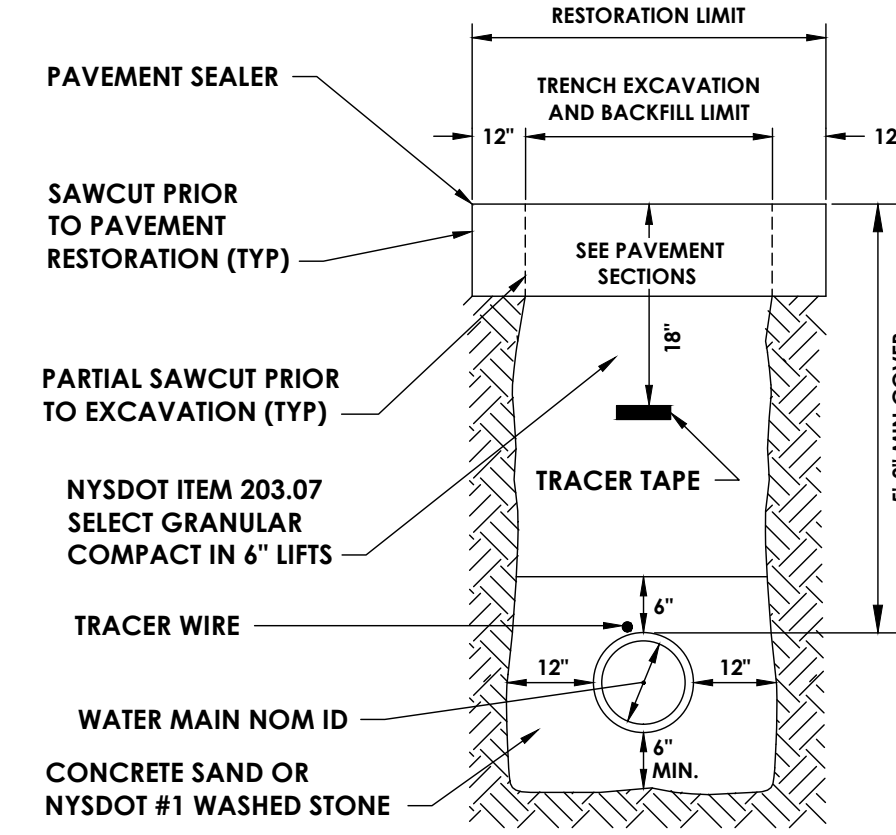 RESTORATION LIMIT
PAVEMENT SEALER
TRENCH EXCAVATION
AND BACKFILL LIMIT
12"
12
SAWCUT PRIOR
TO PAVEMENT
RESTORATION (TYP)
SEE PAVEMENT
SECTIONS
18"
PARTIAL SAWCUT PRIOR
TO EXCAVATION (TYP)
TRACER TAPE
NYSDOT ITEM 203.07
SELECT GRANULAR
COMPACT IN 6" LIFTS
6"
TRACER WIRE
12"
12"
WATER MAIN NOM ID
6"
MIN.
CONCRETE SAND OR
NYSDOT #1 WASHED STONE